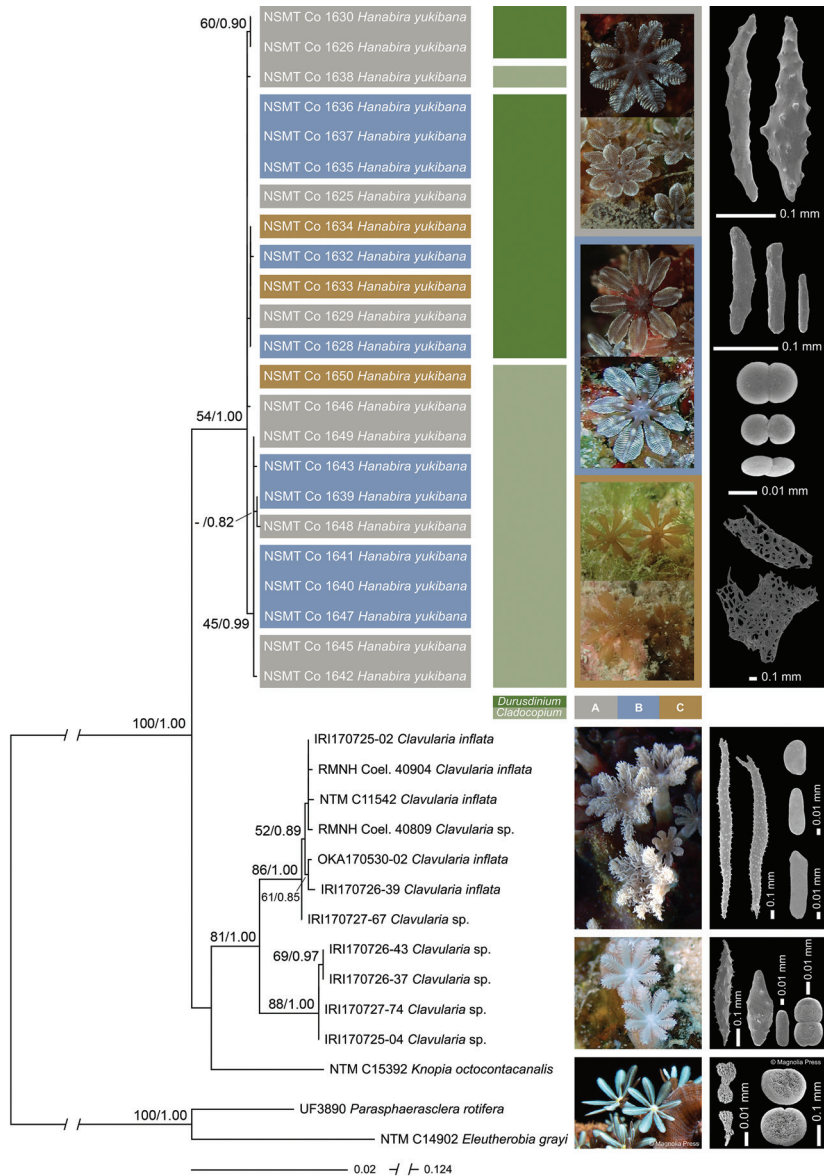 60/0.90
NSMT Co 1630 Hanabira yukibana
NSMT Co 1626 Hanabira yukibana
NSMT Co 1638 Hanabira yukibana
NSMT Co 1636 Hanabira yukibana
NSMT Co 1637 Hanabira yukibana
NSMT Co 1635 Hanabira yukibana
NSMT Co 1625 Hanabira yukibana
NSMT Co 1634 Hanabira yukibana
NSMT Co 1632 Hanabira yukibana
NSMT Co 1633 Hanabira yukibana
NSMT Co 1629 Hanabira yukibana
NSMT Co 1628 Hanabira yukibana
NSMT Co 1650 Hanabira yukibana
NSMT Co 1646 Hanabira yukibana
54/1.00
NSMT Co 1649 Hanabira yukibana
NSMT Co 1643 Hanabira yukibana
NSMT Co 1639 Hanabira yukibana
- /0.82
NSMT Co 1648 Hanabira yukibana
NSMT Co 1641 Hanabira yukibana
NSMT Co 1640 Hanabira yukibana
NSMT Co 1647 Hanabira yukibana
45/0.99
NSMT Co 1645 Hanabira yukibana
NSMT Co 1642 Hanabira yukibana
100/1.00
IRI170725-02 Clavularia inflata
RMNH Coel. 40904 Clavularia inflata
NTM C11542 Clavularia inflata
RMNH Coel. 40809 Clavularia sp.
52/0.89
OKA170530-02 Clavularia inflata
86/1.00
IRI170726-39 Clavularia inflata
61/0.85
IRI170727-67 Clavularia sp.
81/1.00
IRI170726-43 Clavularia sp.
69/0.97
IRI170726-37 Clavularia sp.
88/1.00
IRI170727-74 Clavularia sp.
IRI170725-04 Clavularia sp.
NTM C15392 Knopia octocontacanalis
UF3890 Parasphaerasclera rotifera
100/1.00
NTM C14902 Eleutherobia grayi
0.02
0.124
Durusdinium
Cladocopium
A B C
0.1 mm
0.1 mm
0.01 mm
0.1 mm
0.1 mm
0.1 mm
0.01 mm
0.01 mm
0.1 mm
0.01 mm
0.01 mm
© Magnolia Press
© Magnolia Press
0.01 mm
0.1 mm